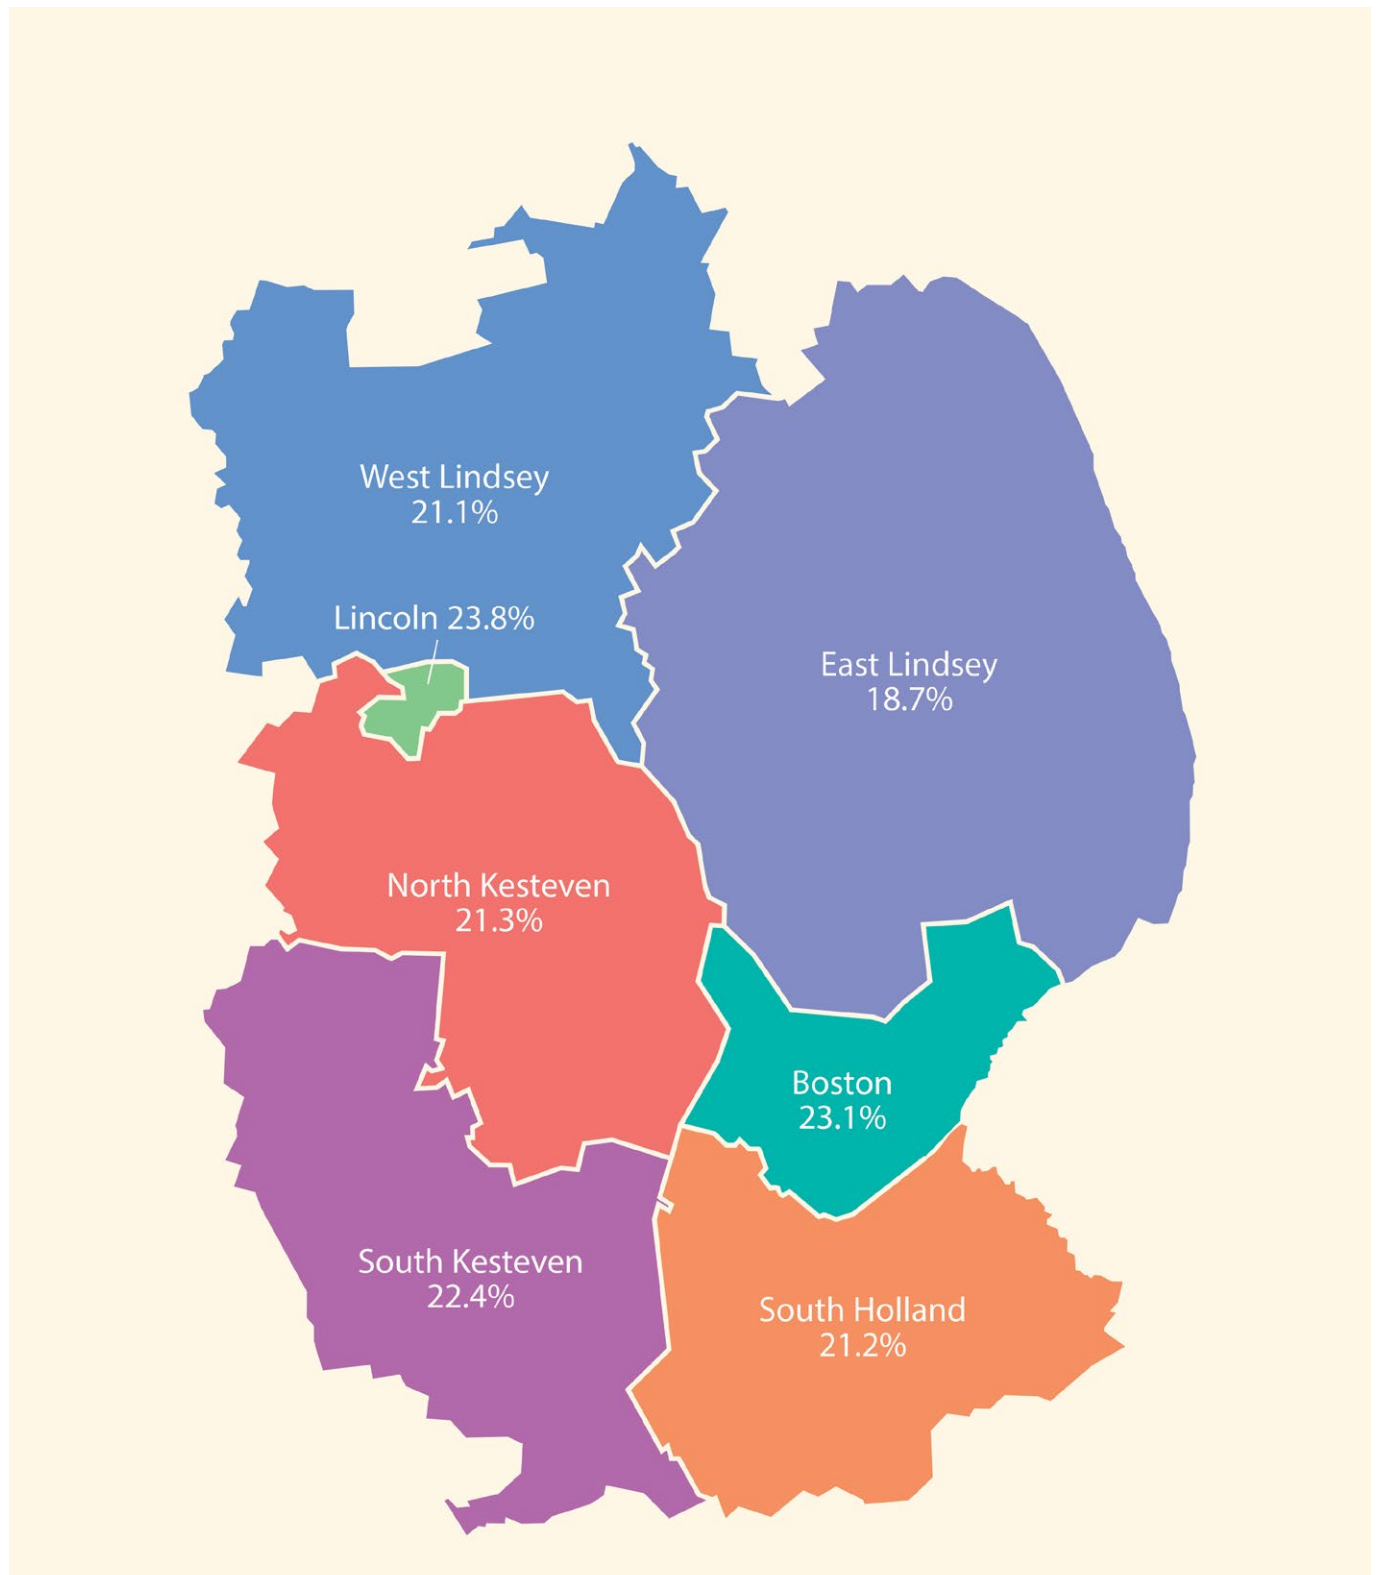 West Lindsey
21.1%
Lincoln 23.8%
East Lindsey
18.7%
North Kesteven
21.3%
Boston
23.1%
South Kesteven
22.4%
South Holland
21.2%